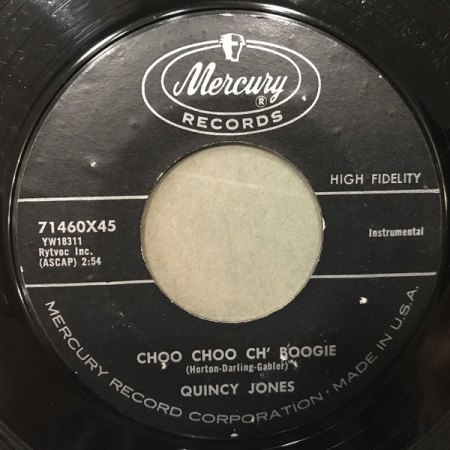 Mercury
®
RECORDS
HIGH FIDELITY
71460X45
YW18311
Rytvoc Inc.
(ASCAP) 2:54
Instrumental
CHOO CHOO CH' BOOGIE
(Horton-Darling-Gabler)
QUINCY JONES
MERCURY RECORD CORPORATION • MADE IN U.S.A.